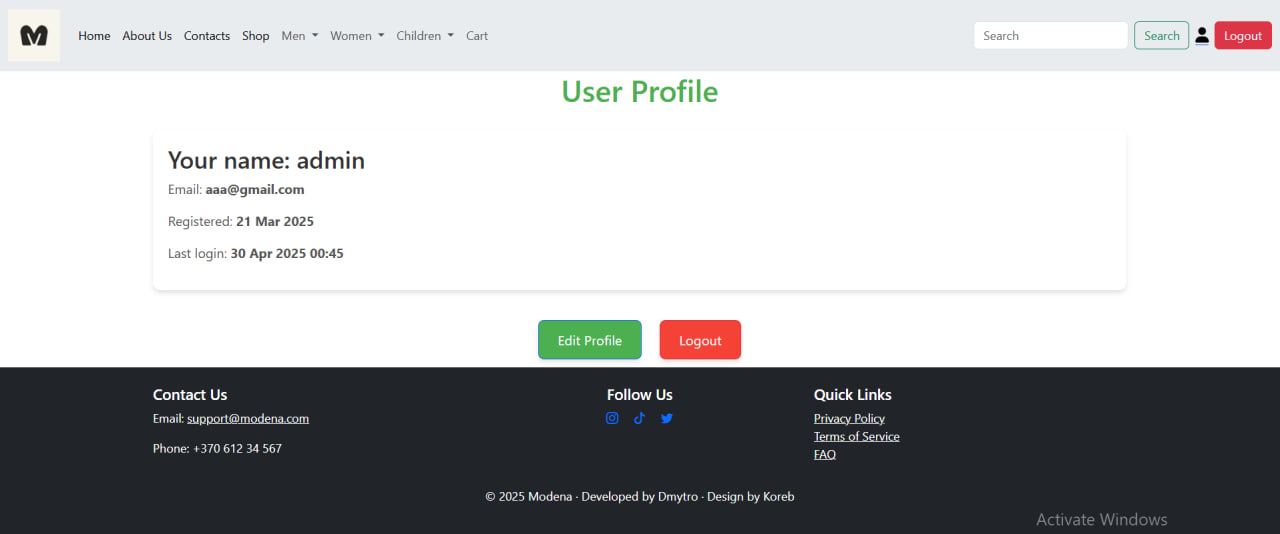 M
Home About Us Contacts Shop Men Women Children Cart Search Search Logout
User Profile
Your name: admin
Email: aaa@gmail.com
Registered: 21 Mar 2025
Last login: 30 Apr 2025 00:45
Edit Profile Logout
Contact Us
Email: support@modena.com
Phone: +370 612 34 567
Follow Us
Quick Links
Privacy Policy
Terms of Service
FAQ
© 2025 Modena · Developed by Dmytro · Design by Koreb
Activate Windows